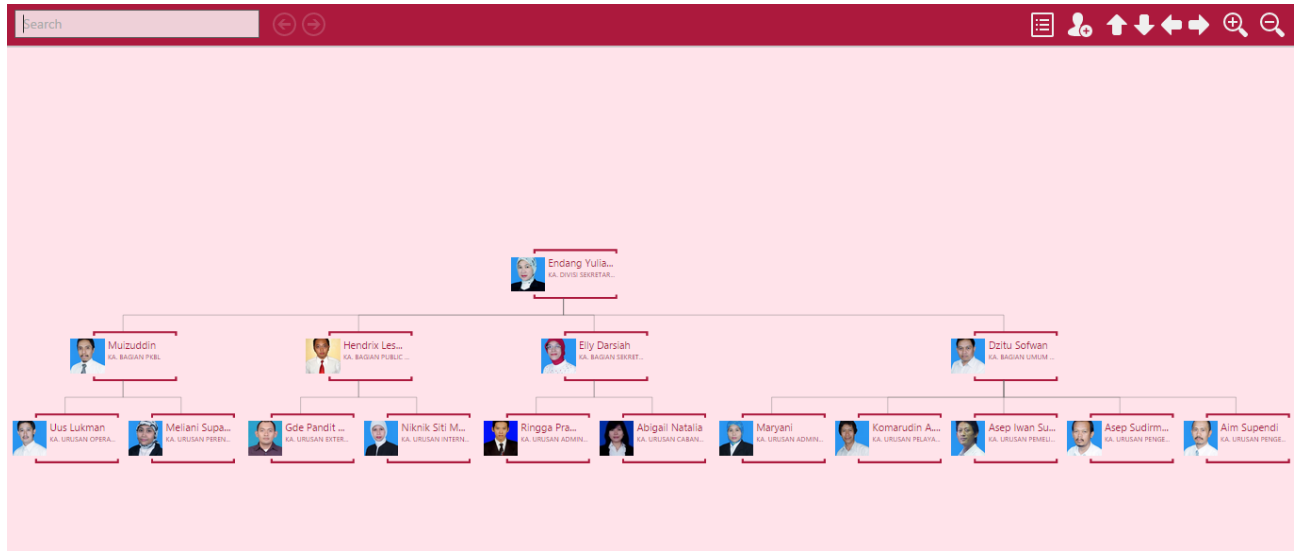 Search
Endang Yulia...
KA. DIVISI SEKRETAR...
Muizuddin
KA. BAGIAN PKBL
Hendrix Les...
KA. BAGIAN PUBLIC ...
Elly Darsiah
KA. BAGIAN SEKRET...
Dzitu Sofwan
KA. BAGIAN UMUM ...
Uus Lukman
KA. URUSAN OPERA...
Meliani Supa...
KA. URUSAN PEREN...
Gde Pandit ...
KA. URUSAN EXTER...
Niknik Siti M...
KA. URUSAN INTERN...
Ringga Pra...
KA. URUSAN ADMIN...
Abigail Natalia
KA. URUSAN CABAN...
Maryani
KA. URUSAN ADMIN...
Komarudin A....
KA. URUSAN PELAYA...
Asep Iwan Su...
KA. URUSAN PEMELI...
Asep Sudirm...
KA. URUSAN PENGE...
Aim Supendi
KA. URUSAN PENGE...